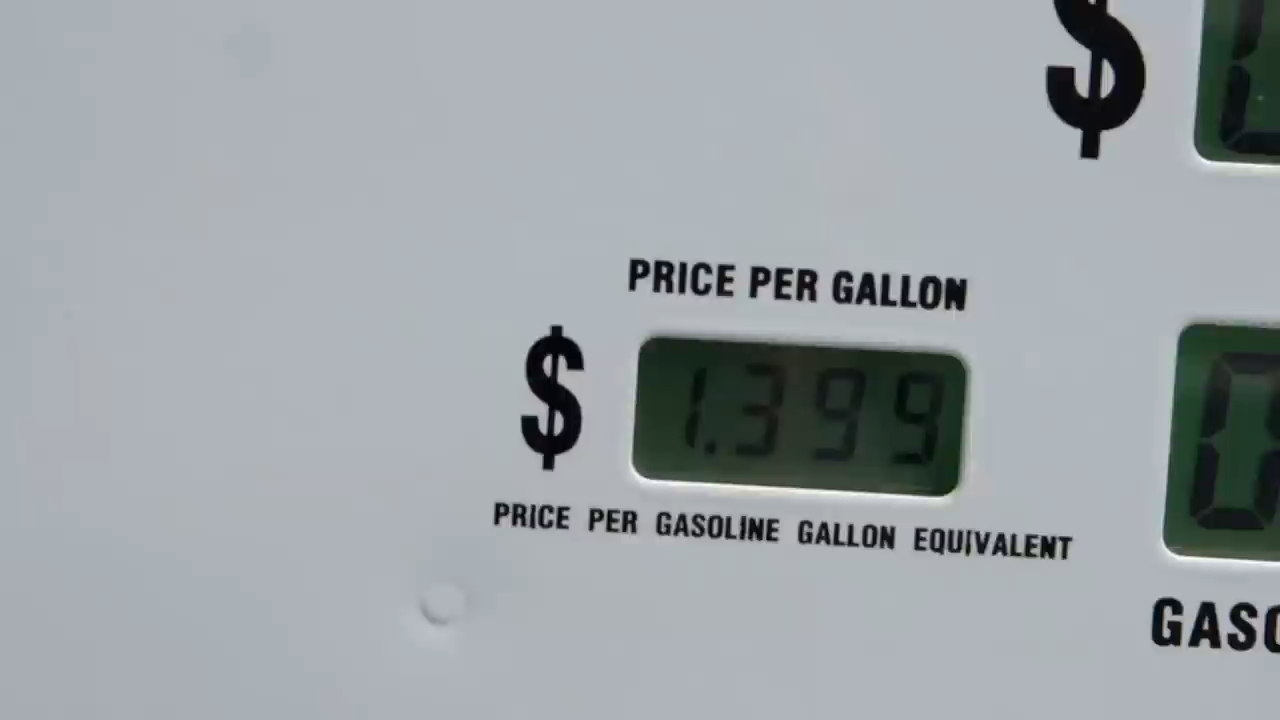 $
PRICE PER GALLON
$ 1.399
PRICE PER GASOLINE GALLON EQUIVALENT